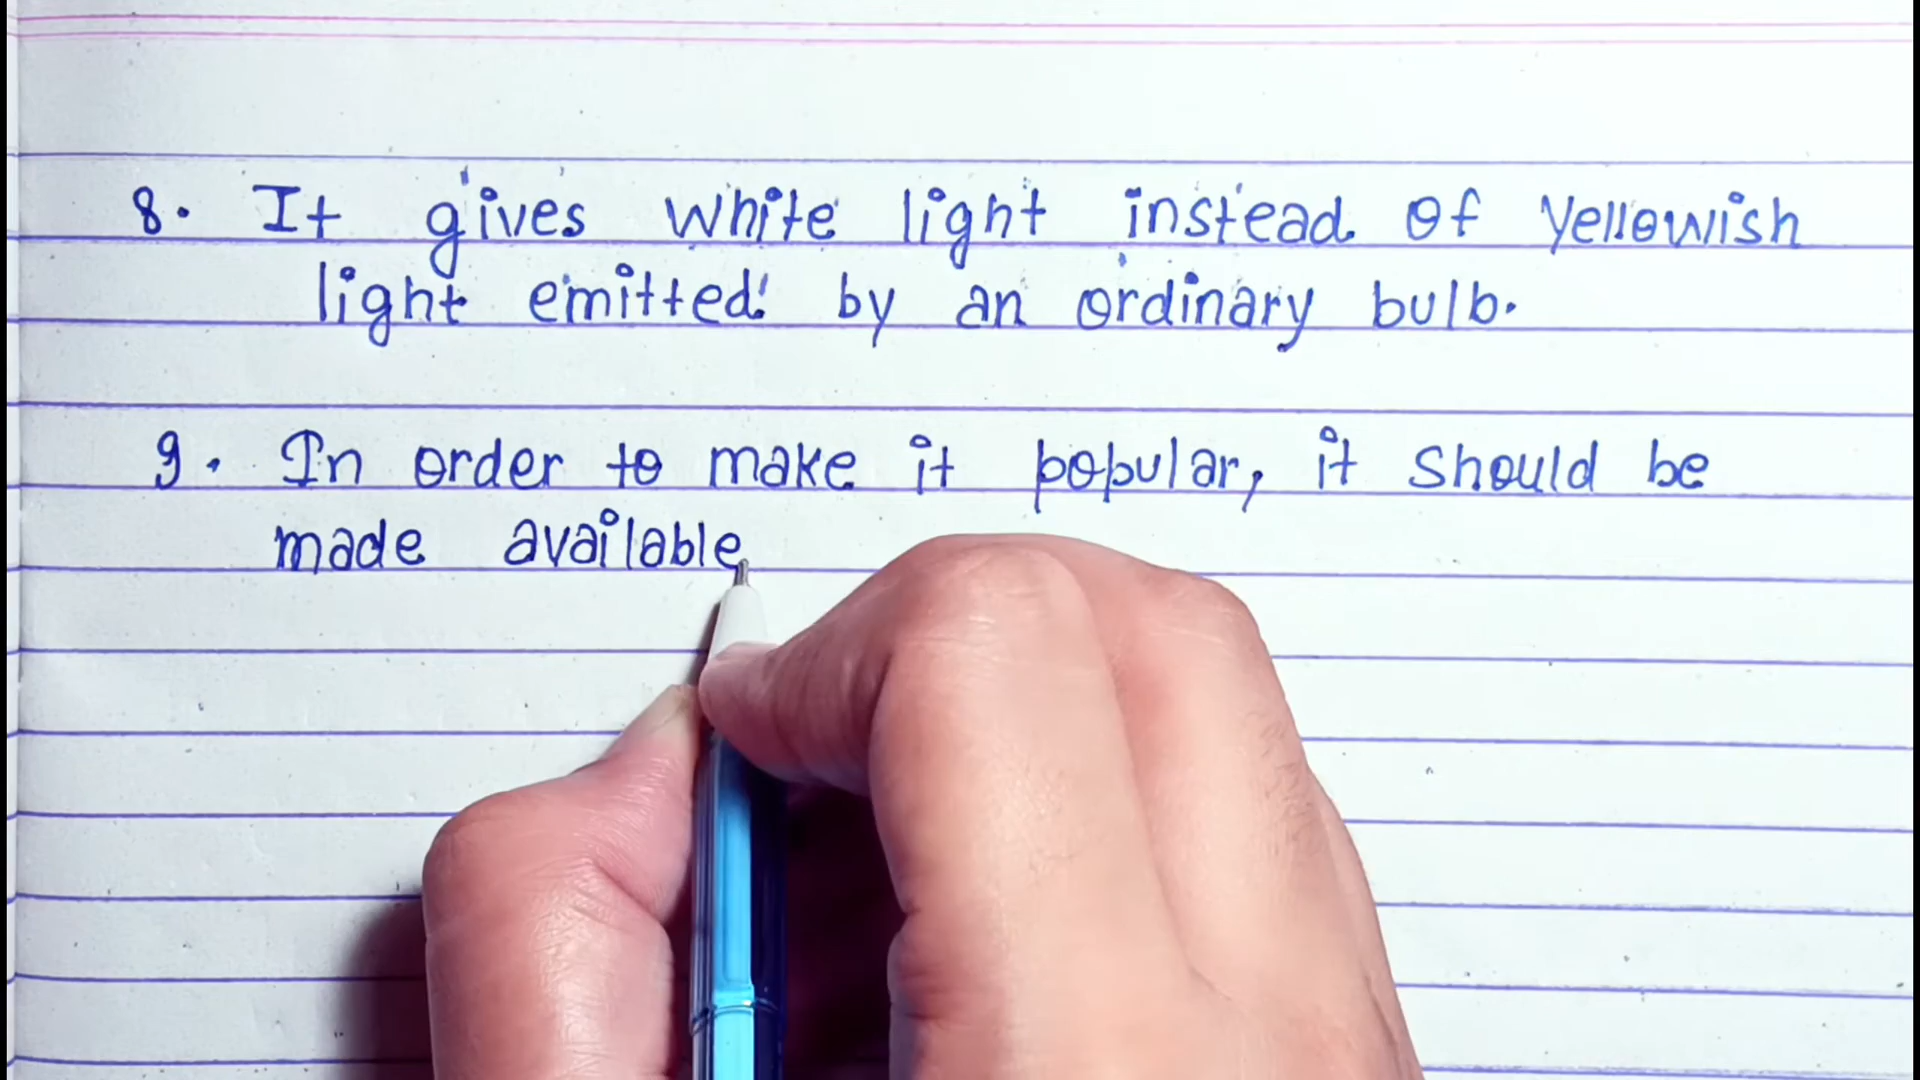 8. It gives white light instead of yellowish
light emitted by an ordinary bulb.
9. In order to make it popular, it should be
made available